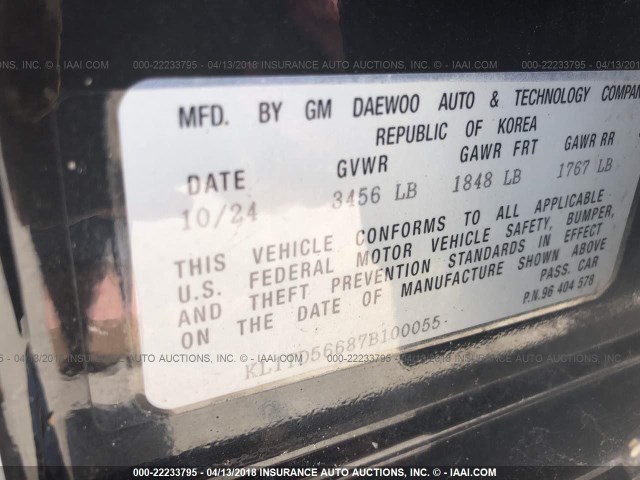 000-22233795 - 04/13/2018 INSURANCE AUTO AUCTIONS, INC. - © - IAAI.COM
MFD. BY GM DAEWOO AUTO & TECHNOLOGY COMPAN
REPUBLIC OF KOREA
DATE GVWR GAWR FRT GAWR RR
10/24 3456 LB 1848 LB 1767 LB
THIS VEHICLE CONFORMS TO ALL APPLICABLE
U.S. FEDERAL MOTOR VEHICLE SAFETY, BUMPER,
AND THEFT PREVENTION STANDARDS IN EFFECT
ON THE DATE OF MANUFACTURE SHOWN ABOVE
PASS. CAR
P.N.96 404 578
KL1TD56687B100055
000-22233795 - 04/13/2018 INSURANCE AUTO AUCTIONS, INC. - © - IAAI.COM